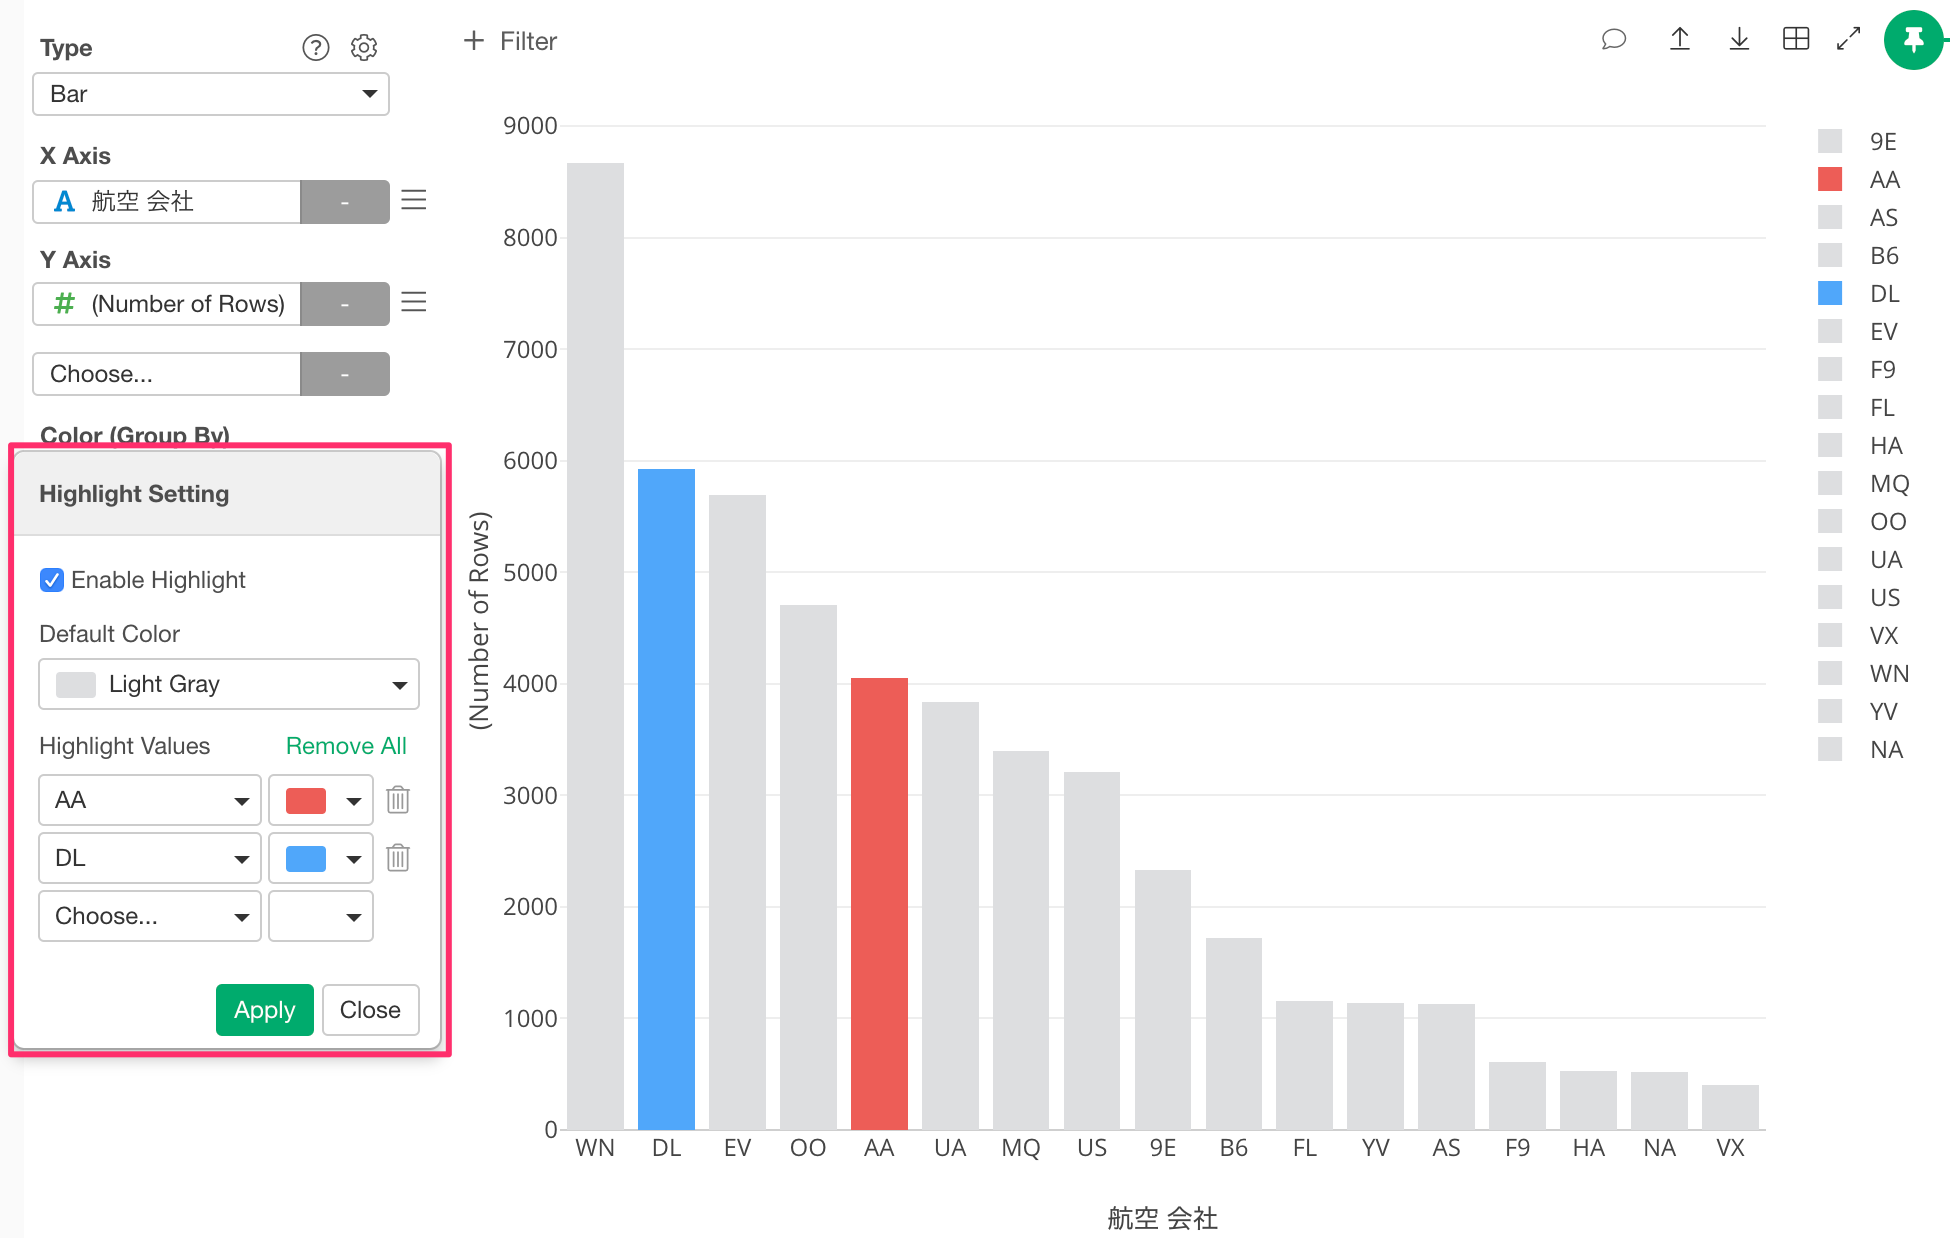 Type
Bar
X Axis
A 航空 会社 -
Y Axis
# (Number of Rows) -
Choose... -
Color (Group By)
Highlight Setting
Enable Highlight
Default Color
Light Gray
Highlight Values Remove All
AA
DL
Choose...
Apply Close
+ Filter
(Number of Rows)
9000
8000
7000
6000
5000
4000
3000
2000
1000
0
WN DL EV OO AA UA MQ US 9E B6 FL YV AS F9 HA NA VX
航空 会社
9E
AA
AS
B6
DL
EV
F9
FL
HA
MQ
OO
UA
US
VX
WN
YV
NA